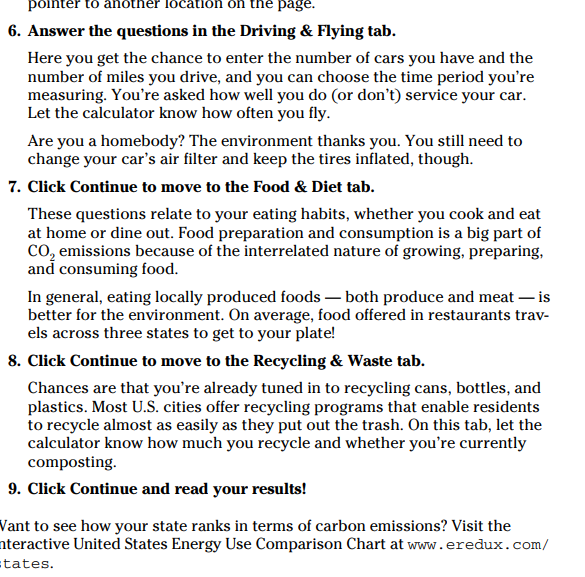 pointer to another location on the page.
6. Answer the questions in the Driving & Flying tab.
Here you get the chance to enter the number of cars you have and the
number of miles you drive, and you can choose the time period you’re
measuring. You’re asked how well you do (or don’t) service your car.
Let the calculator know how often you fly.
Are you a homebody? The environment thanks you. You still need to
change your car’s air filter and keep the tires inflated, though.
7. Click Continue to move to the Food & Diet tab.
These questions relate to your eating habits, whether you cook and eat
at home or dine out. Food preparation and consumption is a big part of
CO₂ emissions because of the interrelated nature of growing, preparing,
and consuming food.
In general, eating locally produced foods — both produce and meat — is
better for the environment. On average, food offered in restaurants trav-
els across three states to get to your plate!
8. Click Continue to move to the Recycling & Waste tab.
Chances are that you’re already tuned in to recycling cans, bottles, and
plastics. Most U.S. cities offer recycling programs that enable residents
to recycle almost as easily as they put out the trash. On this tab, let the
calculator know how much you recycle and whether you’re currently
composting.
9. Click Continue and read your results!
Want to see how your state ranks in terms of carbon emissions? Visit the
nteractive United States Energy Use Comparison Chart at www.eredux.com/
states.